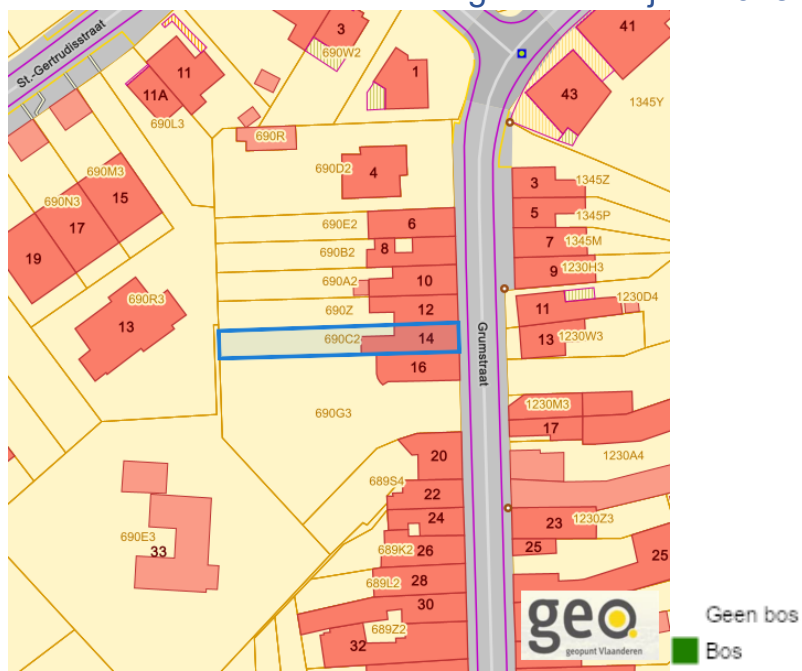 3
41
690W2
St.-Gertrudisstraat
11
1
11A
43
1345Y
690L3
690R
690D2
4
690M3
15
690N3
17
19
3
1345Z
5
1345P
690E2
6
7
1345M
690B2
8
9
1230H3
690A2
10
690R3
690Z
12
11
1230D4
13
690C2
14
Grumstraat
13
1230W3
16
690G3
1230M3
17
20
1230A4
689S4
22
24
23
1230Z3
690E3
33
689K2
26
25
25
689L2
28
30
689Z2
32
geo.
geopunt Vlaanderen
Geen bos
Bos